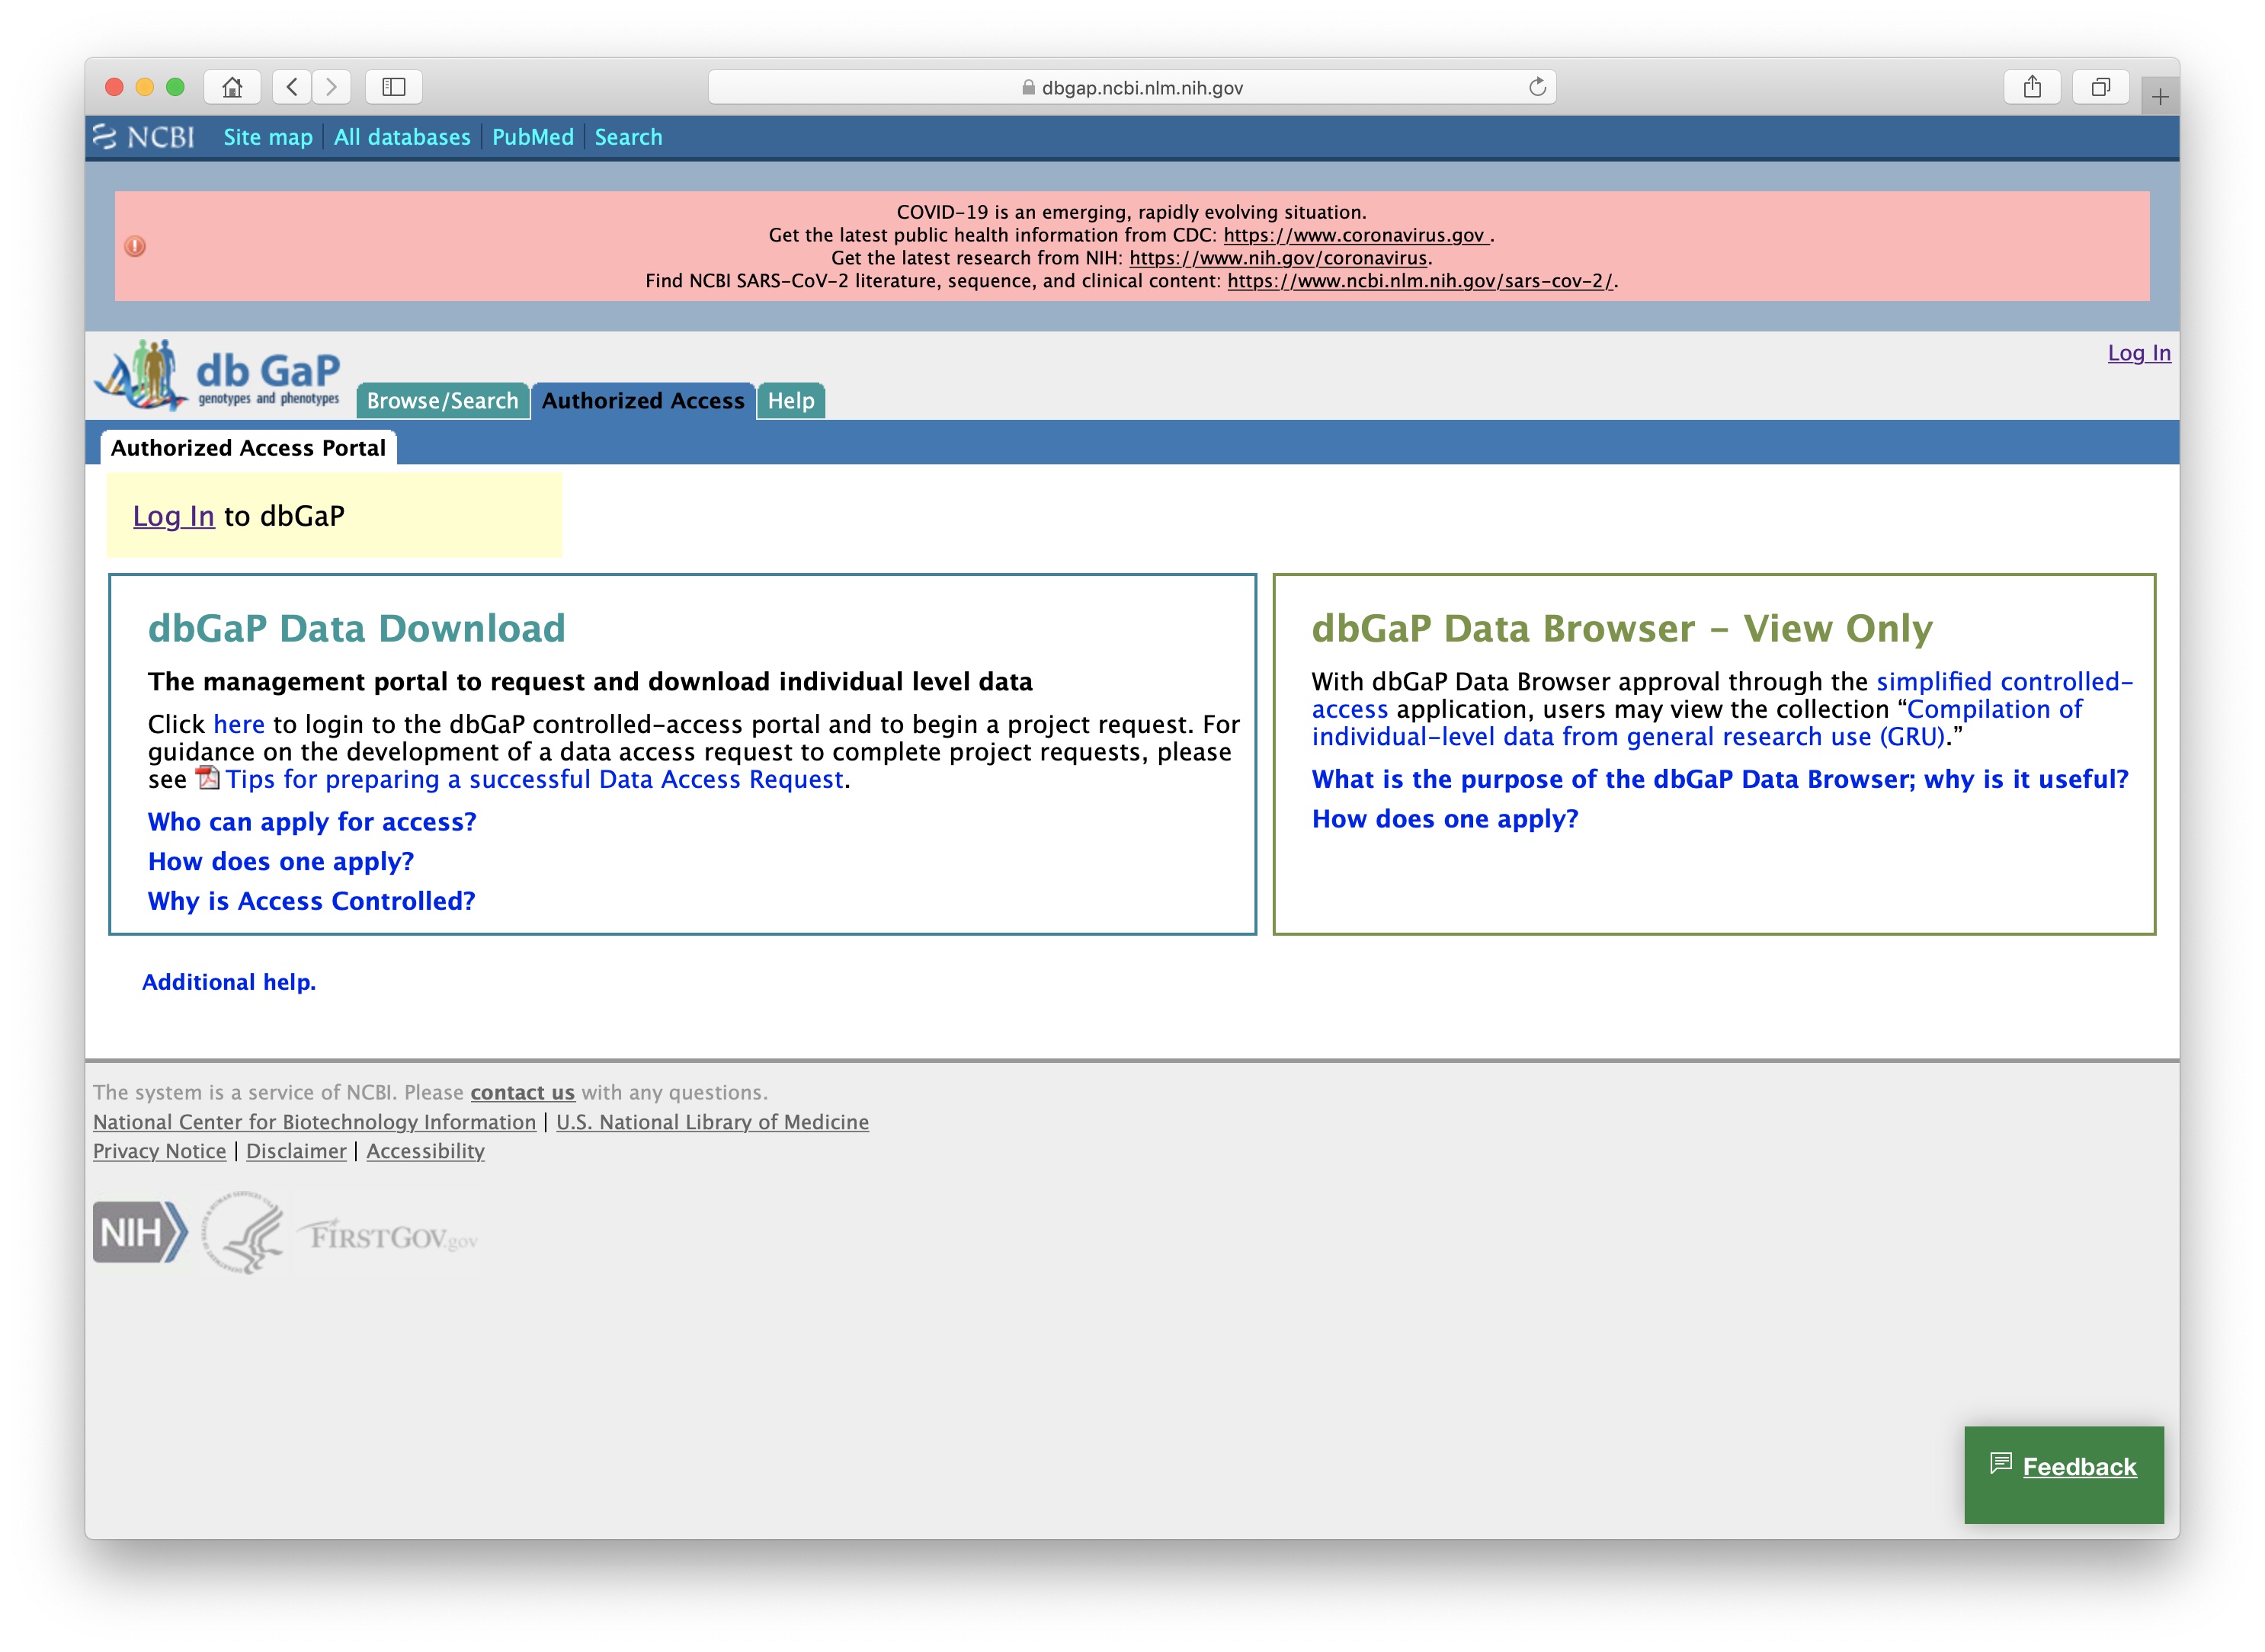 dbgap.ncbi.nlm.nih.gov
NCBI Site map All databases PubMed Search
COVID-19 is an emerging, rapidly evolving situation.
Get the latest public health information from CDC: https://www.coronavirus.gov .
Get the latest research from NIH: https://www.nih.gov/coronavirus.
Find NCBI SARS-CoV-2 literature, sequence, and clinical content: https://www.ncbi.nlm.nih.gov/sars-cov-2/.
Log In
db GaP
genotypes and phenotypes
Browse/Search Authorized Access Help
Authorized Access Portal
Log In to dbGaP
dbGaP Data Download
The management portal to request and download individual level data
Click here to login to the dbGaP controlled-access portal and to begin a project request. For
guidance on the development of a data access request to complete project requests, please
see Tips for preparing a successful Data Access Request.
Who can apply for access?
How does one apply?
Why is Access Controlled?
dbGaP Data Browser - View Only
With dbGaP Data Browser approval through the simplified controlled-
access application, users may view the collection “Compilation of
individual-level data from general research use (GRU).”
What is the purpose of the dbGaP Data Browser; why is it useful?
How does one apply?
Additional help.
The system is a service of NCBI. Please contact us with any questions.
National Center for Biotechnology Information | U.S. National Library of Medicine
Privacy Notice | Disclaimer | Accessibility
NIH FIRSTGOV.gov
Feedback